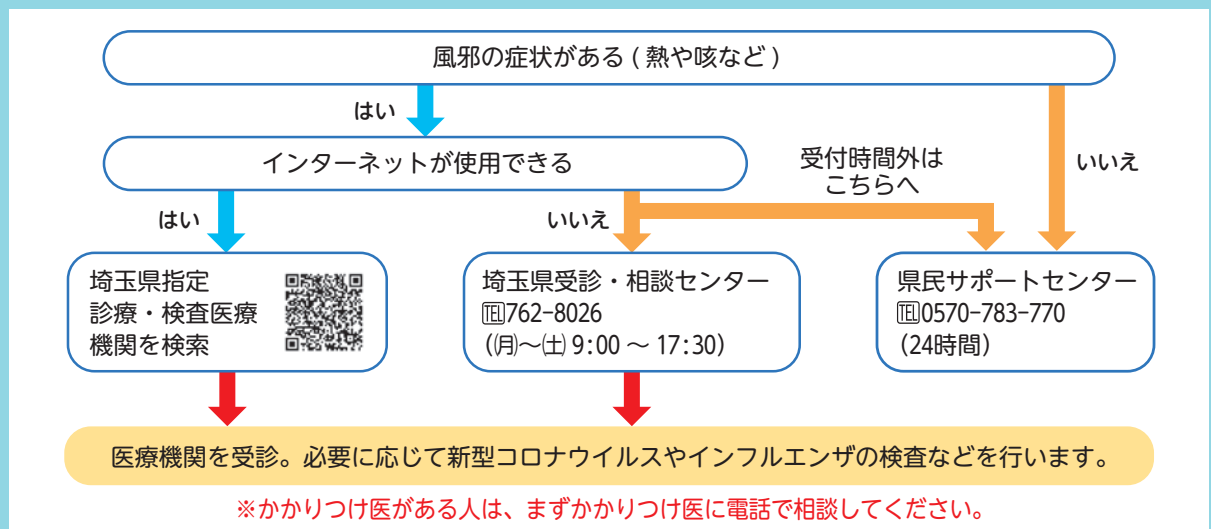 風邪の症状がある ( 熱や咳など )
はい
インターネットが使用できる
受付時間外は
こちらへ
いいえ
はい
いいえ
埼玉県指定
診療・検査医療
機関を検索
埼玉県受診・相談センター
℡762−8026
(㈪〜㈯ 9:00 〜 17:30)
県民サポートセンター
℡0570−783−770
(24時間)
医療機関を受診。必要に応じて新型コロナウイルスやインフルエンザの検査などを行います。
※かかりつけ医がある人は、まずかかりつけ医に電話で相談してください。